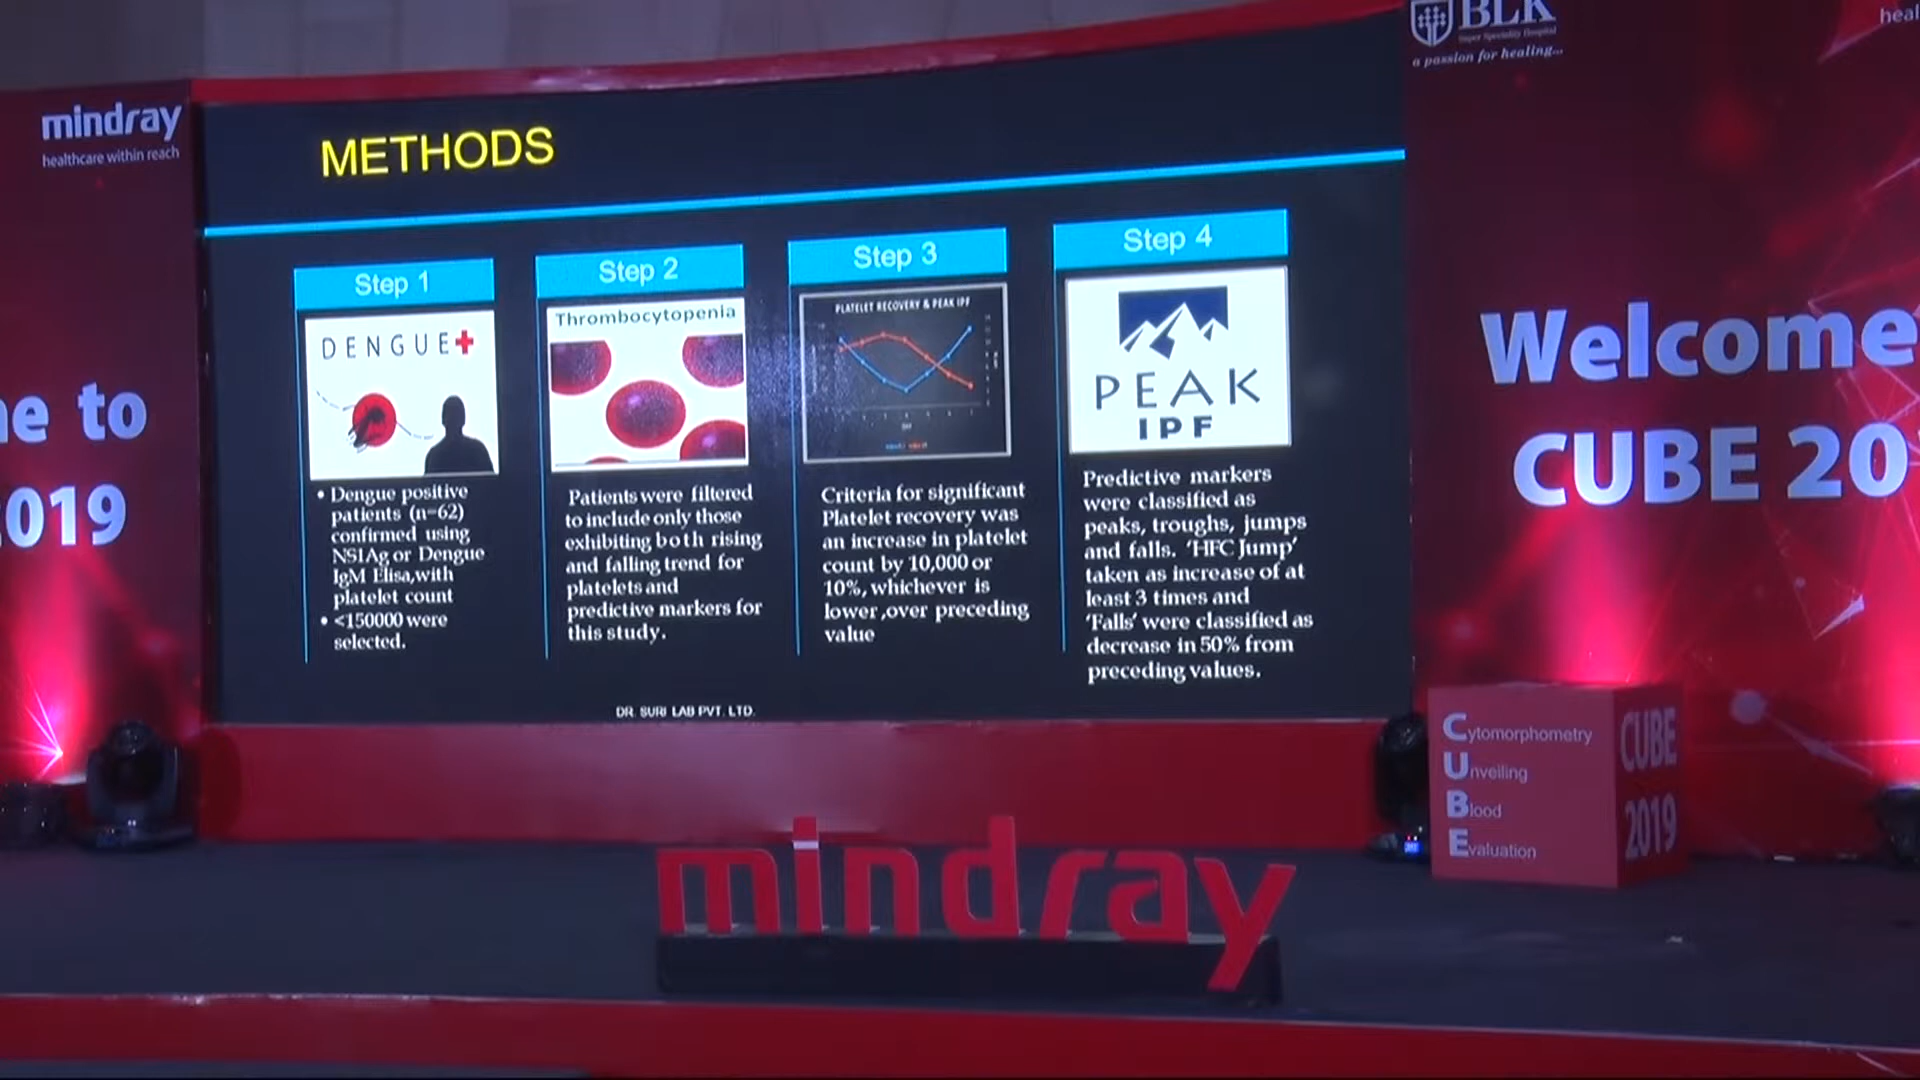 mindray
healthcare within reach
ne to
2019
METHODS
Step 1
DENGUE
• Dengue positive
patients (n=62)
confirmed using
NS1Ag or Dengue
IgM Elisa,with
platelet count
• <150000 were
selected.
Step 2
Thrombocytopenia
Patients were filtered
to include only those
exhibiting both rising
and falling trend for
platelets and
predictive markers for
this study.
Step 3
PLATELET RECOVERY & PEAK IPF
Criteria for significant
Platelet recovery was
an increase in platelet
count by 10,000 or
10%, whichever is
lower ,over preceding
value
Step 4
PEAK
IPF
Predictive markers
were classified as
peaks, troughs, jumps
and falls. 'HFC Jump'
taken as increase of at
least 3 times and
'Falls' were classified as
decrease in 50% from
preceding values.
DR. SURI LAB PVT. LTD.
BLK
Super Speciality Hospital
a passion for healing...
heal
Welcome
CUBE 20
Cytomorphometry
Unveiling
Blood
Evaluation
CUBE
2019
mindray